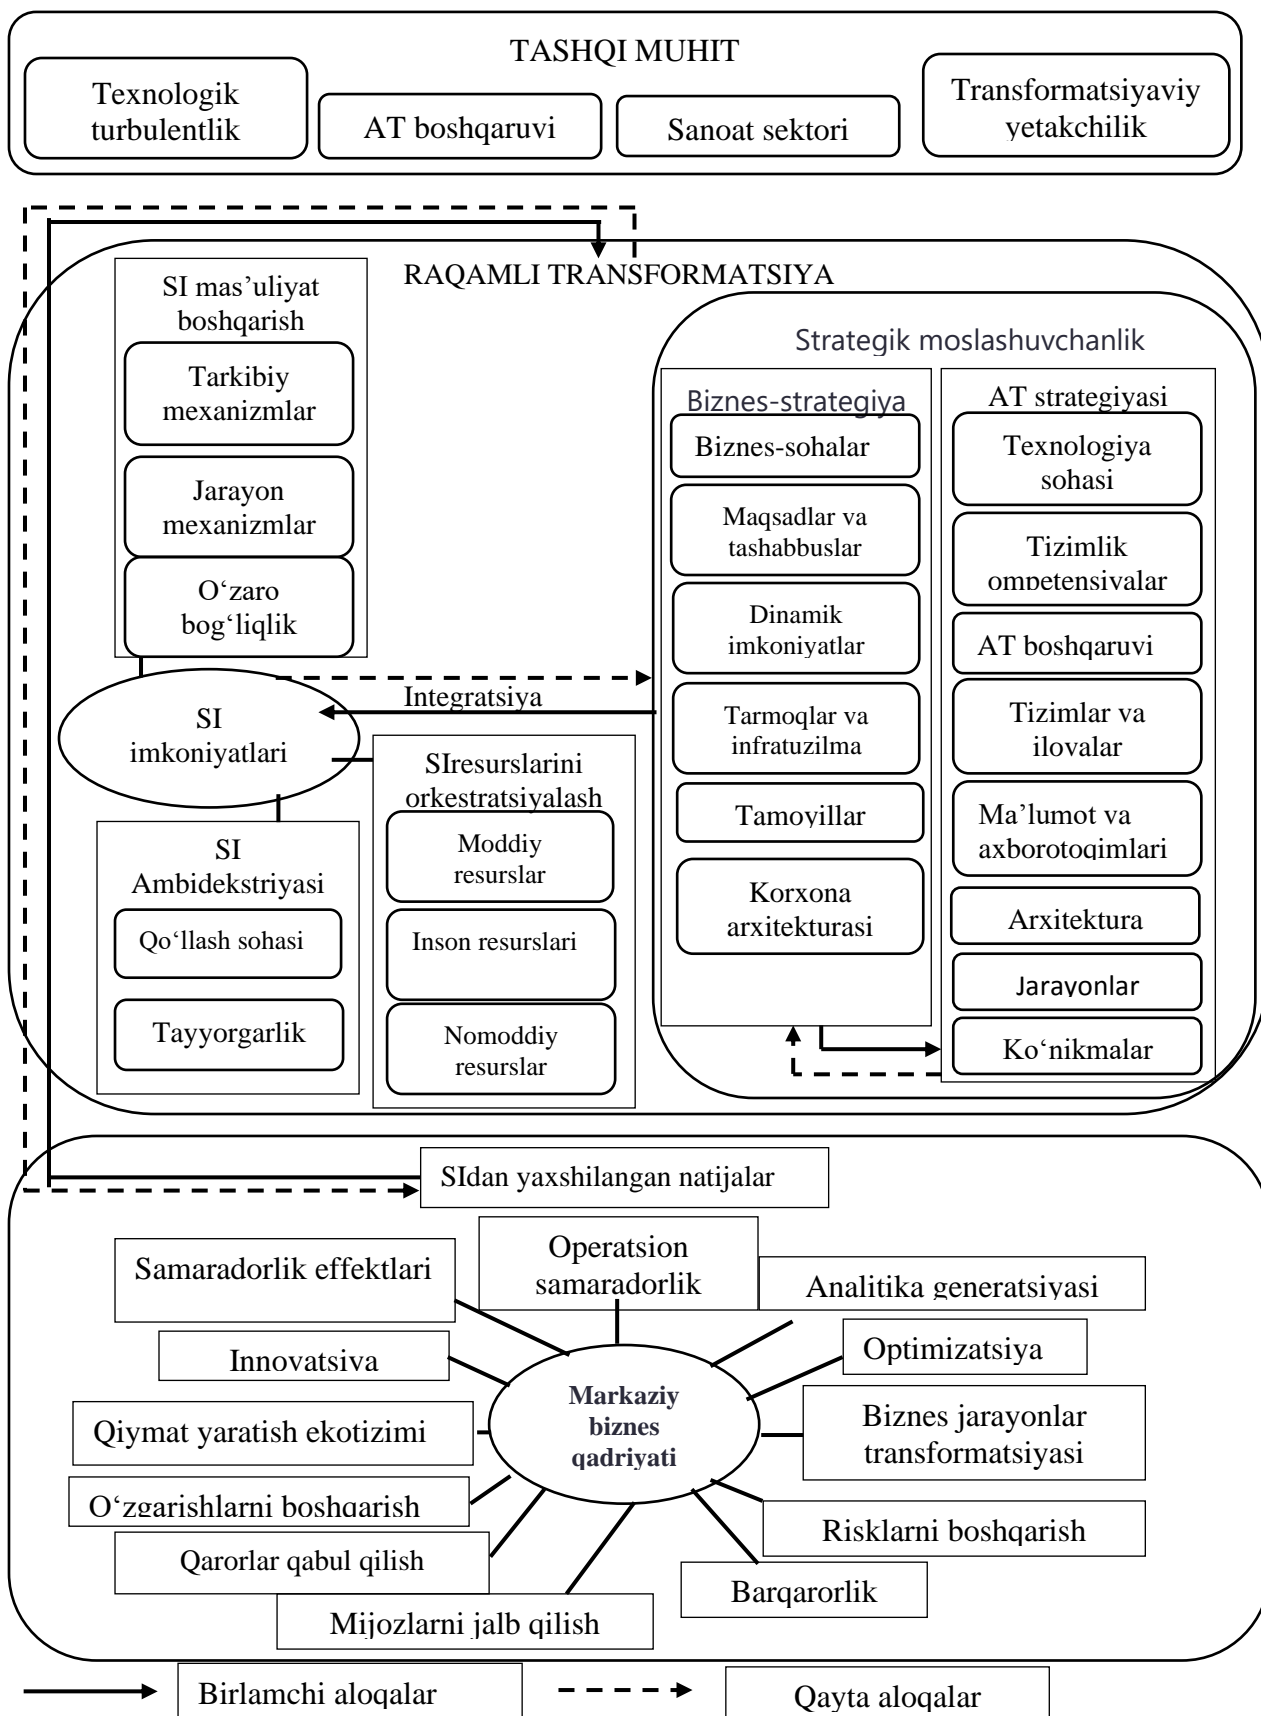 TASHQI MUHIT
Texnologik
turbulentlik
AT boshqaruvi
Sanoat sektori
Transformatsiyaviy
yetakchilik
RAQAMLI TRANSFORMATSIYA
SI mas'uliyat
boshqarish
Tarkibiy
mexanizmlar
Jarayon
mexanizmlar
O‘zaro
bog‘liqlik
SI
imkoniyatlari
Integratsiya
SI
Ambidekstriyasi
Qo‘llash sohasi
Tayyorgarlik
SIresurslarini
orkestratsiyalash
Moddiy
resurslar
Inson resurslari
Nomoddiy
resurslar
Strategik moslashuvchanlik
Biznes-strategiya
Biznes-sohalar
Maqsadlar va
tashabbuslar
Dinamik
imkoniyatlar
Tarmoqlar va
infratuzilma
Tamoyillar
Korxona
arxitekturasi
AT strategiyasi
Texnologiya
sohasi
Tizimlik
ompetensiyalar
AT boshqaruvi
Tizimlar va
ilovalar
Ma’lumot va
axborotoqimlari
Arxitektura
Jarayonlar
Ko‘nikmalar
SIdan yaxshilangan natijalar
Samaradorlik effektlari
Operatsion
samaradorlik
Analitika generatsiyasi
Innovatsiya
Optimizatsiya
Markaziy
biznes
qadriyati
Qiymat yaratish ekotizimi
Biznes jarayonlar
transformatsiyasi
O‘zgarishlarni boshqarish
Risklarni boshqarish
Qarorlar qabul qilish
Barqarorlik
Mijozlarni jalb qilish
Birlamchi aloqalar
Qayta aloqalar